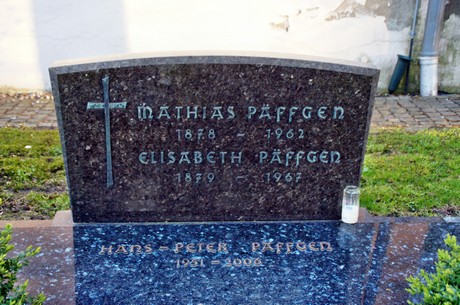 MATHIAS PÄFFGEN
1878 - 1962
ELISABETH PÄFFGEN
1879 - 1967
HANS-PETER PÄFFGEN